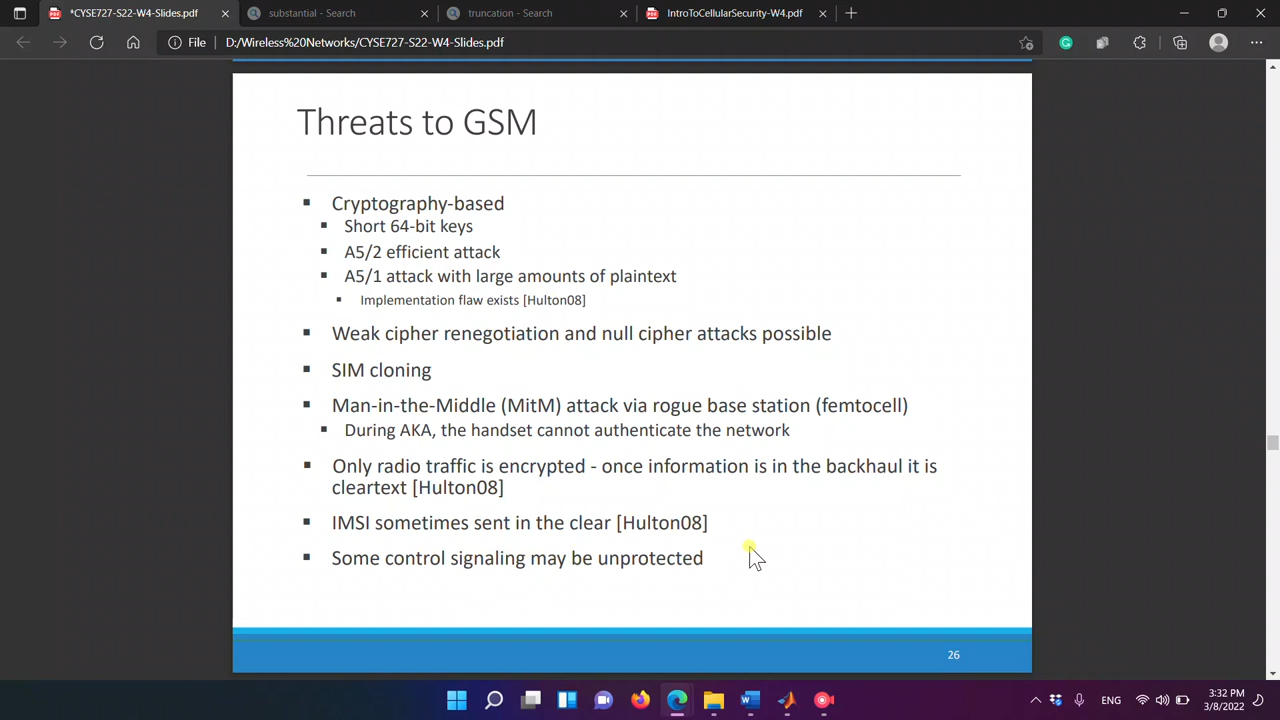 *CYSE727-S22-W4-Slides.pdf
substantial - Search
truncation - Search
IntroToCellularSecurity-W4.pdf
File
D:/Wireless%20Networks/CYSE727-S22-W4-Slides.pdf
Threats to GSM
▪ Cryptography-based
▪ Short 64-bit keys
▪ A5/2 efficient attack
▪ A5/1 attack with large amounts of plaintext
▪ Implementation flaw exists [Hulton08]
▪ Weak cipher renegotiation and null cipher attacks possible
▪ SIM cloning
▪ Man-in-the-Middle (MitM) attack via rogue base station (femtocell)
▪ During AKA, the handset cannot authenticate the network
▪ Only radio traffic is encrypted - once information is in the backhaul it is
cleartext [Hulton08]
▪ IMSI sometimes sent in the clear [Hulton08]
▪ Some control signaling may be unprotected
26
ENG
3:32 PM
3/8/2022